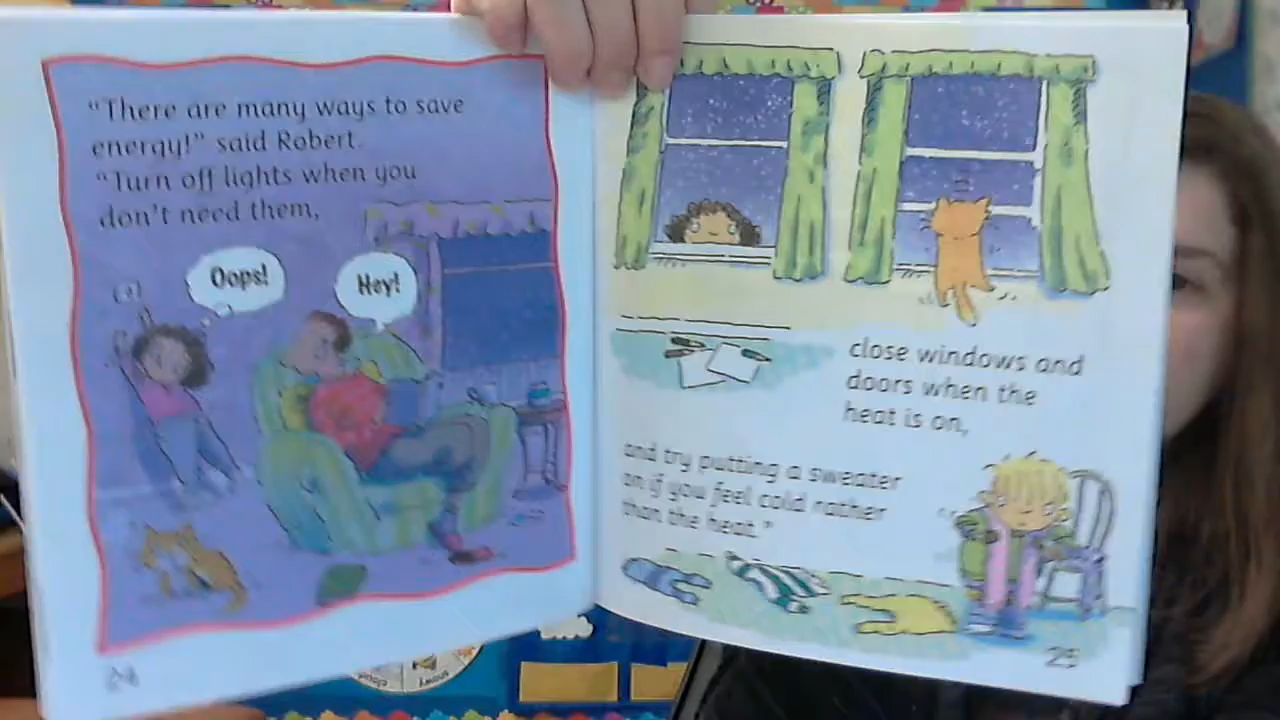 "There are many ways to save
energy!" said Robert.
"Turn off lights when you
don't need them,
Oops!
Hey!
24
close windows and
doors when the
heat is on,
and try putting a sweater
on if you feel cold rather
than the heat."
25
snowy
cloudy